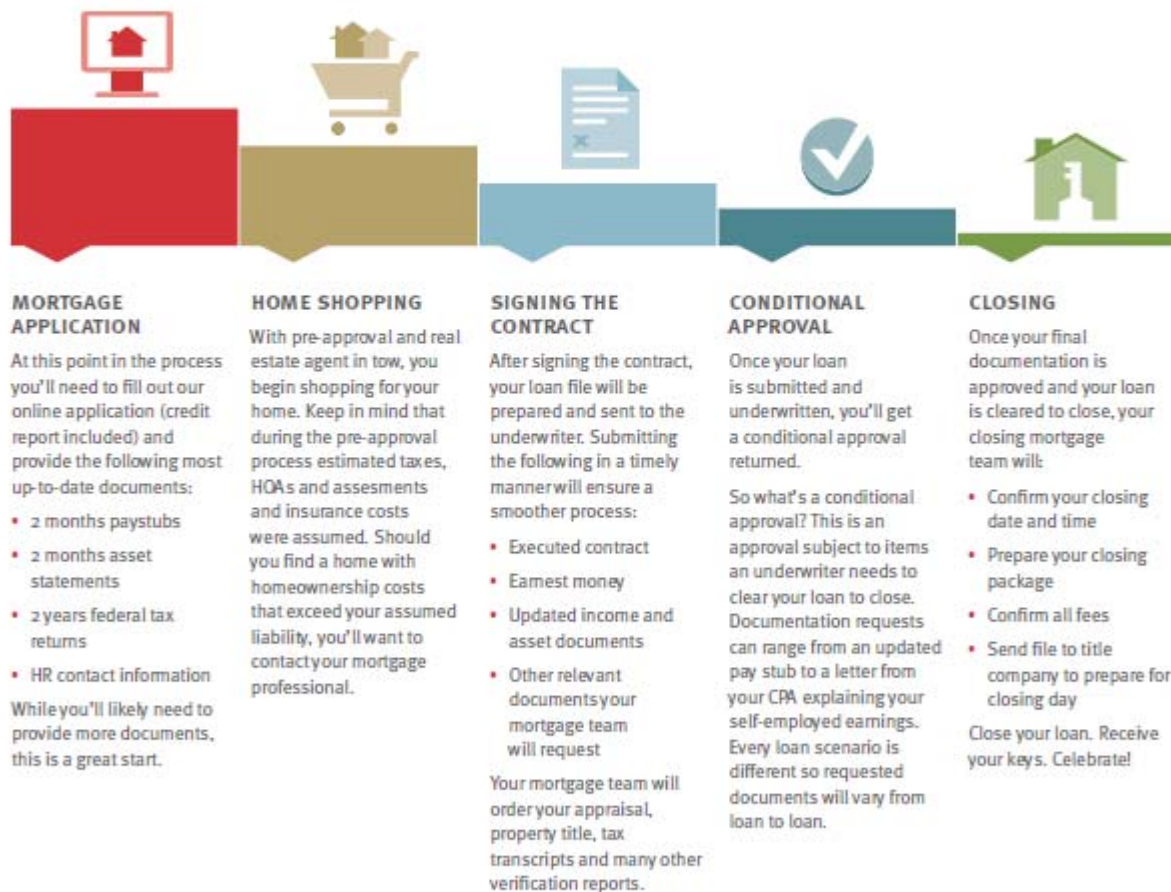 MORTGAGE
APPLICATION
At this point in the process
you'll need to fill out our
online application (credit
report included) and
provide the following most
up-to-date documents:
• 2 months paystubs
• 2 months asset
statements
• 2 years federal tax
returns
• HR contact information
While you'll likely need to
provide more documents,
this is a great start.
HOME SHOPPING
With pre-approval and real
estate agent in tow, you
begin shopping for your
home. Keep in mind that
during the pre-approval
process estimated taxes,
HOAs and assesments
and insurance costs
were assumed. Should
you find a home with
homeownership costs
that exceed your assumed
liability, you'll want to
contact your mortgage
professional.
SIGNING THE
CONTRACT
After signing the contract,
your loan file will be
prepared and sent to the
underwriter. Submitting
the following in a timely
manner will ensure a
smoother process:
• Executed contract
• Earnest money
• Updated income and
asset documents
• Other relevant
documents your
mortgage team
will request
Your mortgage team will
order your appraisal,
property title, tax
transcripts and many other
verification reports.
CONDITIONAL
APPROVAL
Once your loan
is submitted and
underwritten, you'll get
a conditional approval
returned.
So what's a conditional
approval? This is an
approval subject to items
an underwriter needs to
clear your loan to close.
Documentation requests
can range from an updated
pay stub to a letter from
your CPA explaining your
self-employed earnings.
Every loan scenario is
different so requested
documents will vary from
loan to loan.
CLOSING
Once your final
documentation is
approved and your loan
is cleared to close, your
closing mortgage
team will:
• Confirm your closing
date and time
• Prepare your closing
package
• Confirm all fees
• Send file to title
company to prepare for
closing day
Close your loan. Receive
your keys. Celebrate!